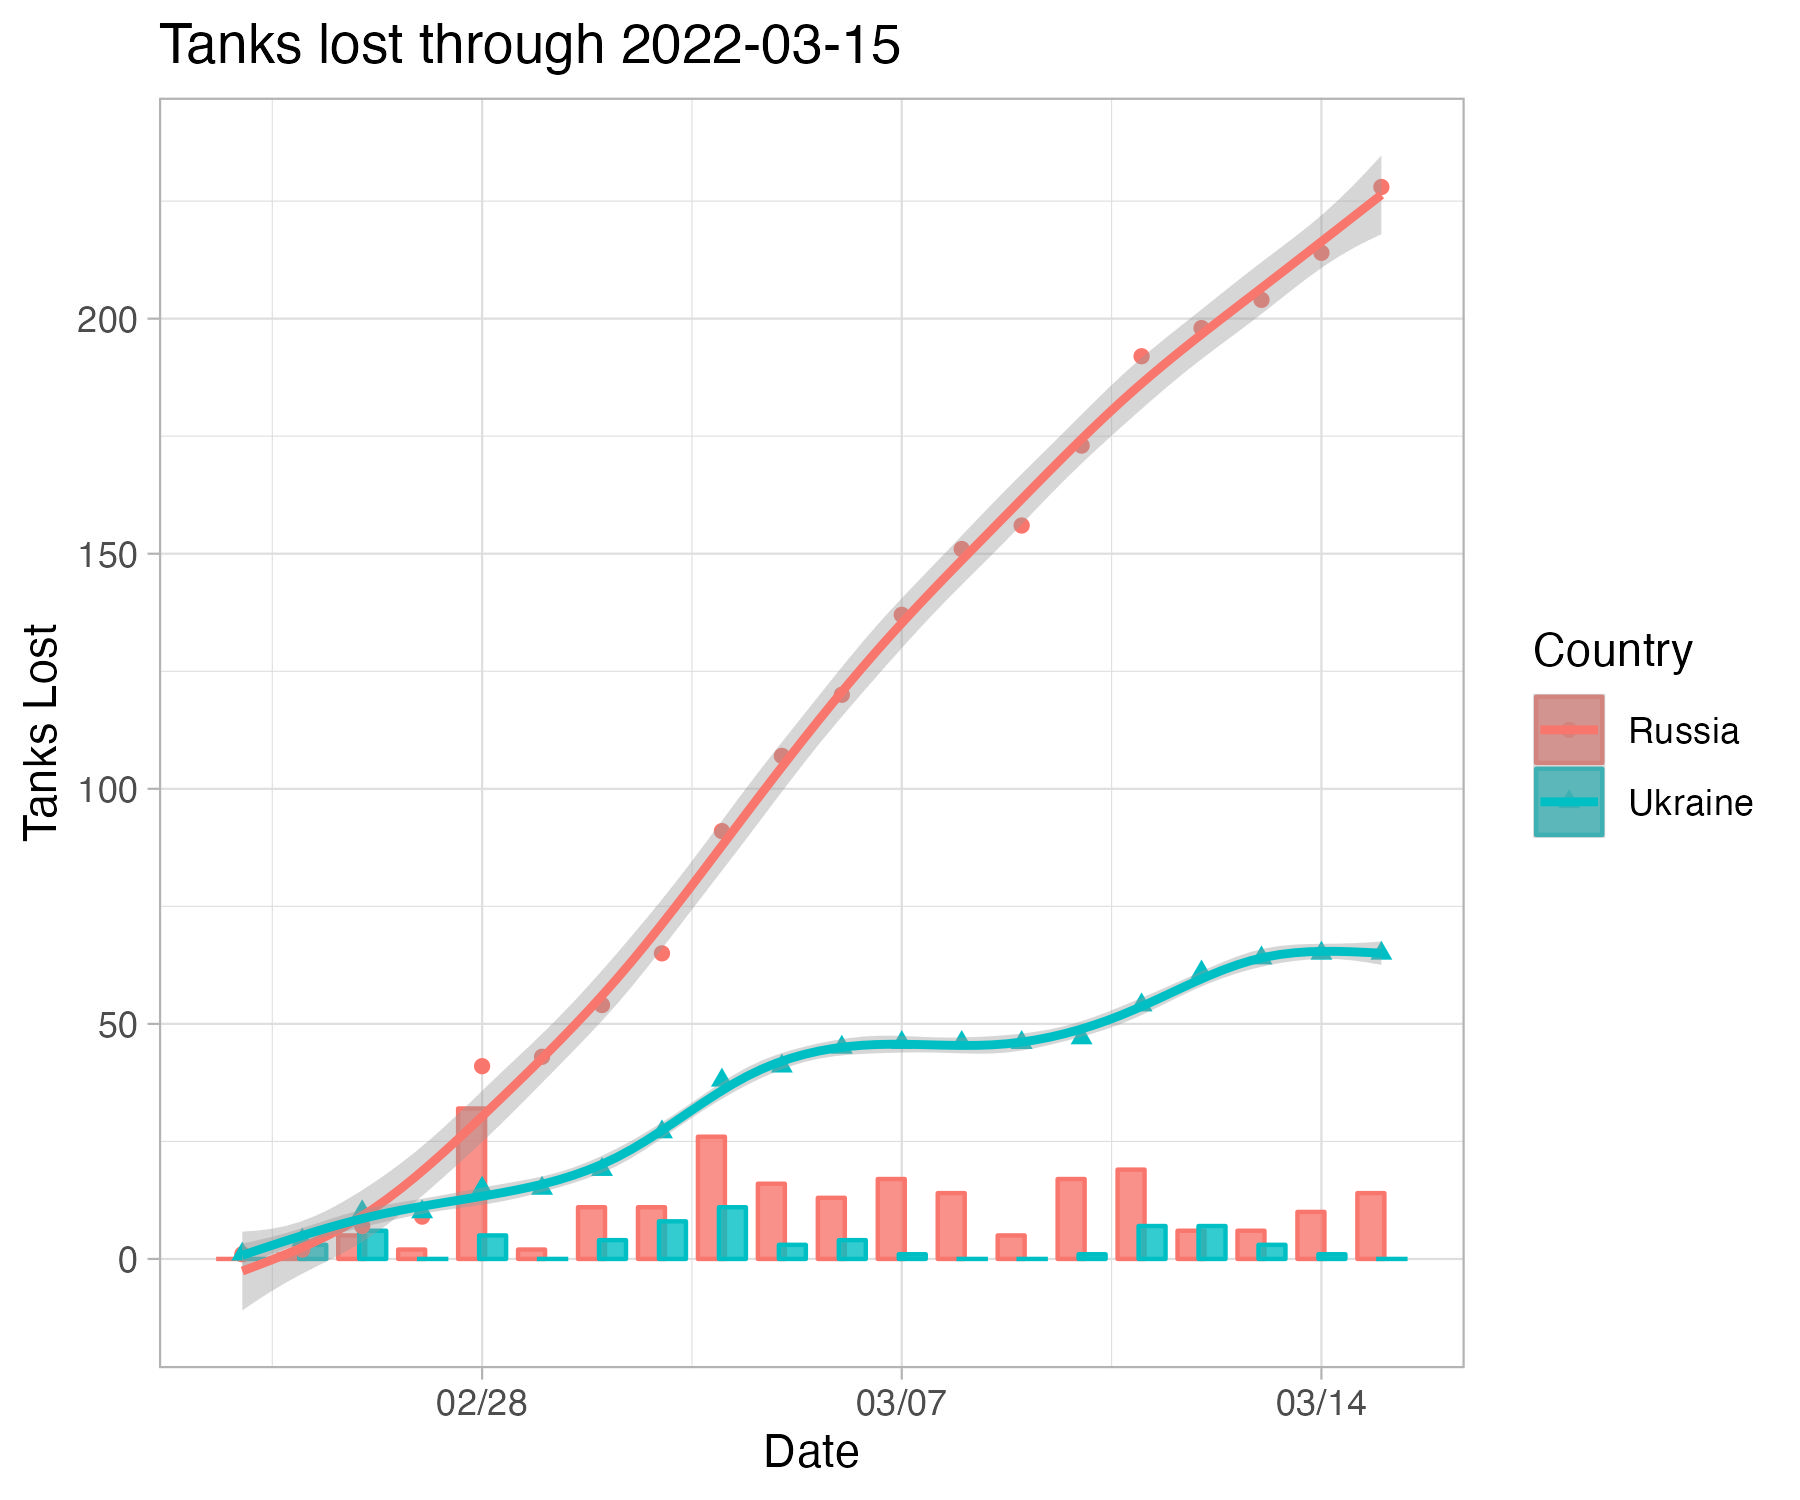 Tanks lost through 2022-03-15
Tanks Lost
200
150
100
50
0
02/28
03/07
03/14
Date
Country
Russia
Ukraine